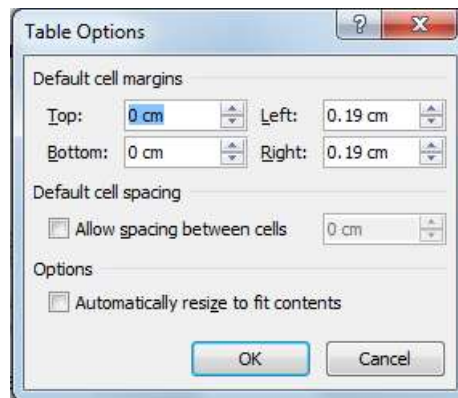 Table Options
Default cell margins
Top: 0 cm Left: 0.19 cm
Bottom: 0 cm Right: 0.19 cm
Default cell spacing
Allow spacing between cells 0 cm
Options
Automatically resize to fit contents
OK Cancel